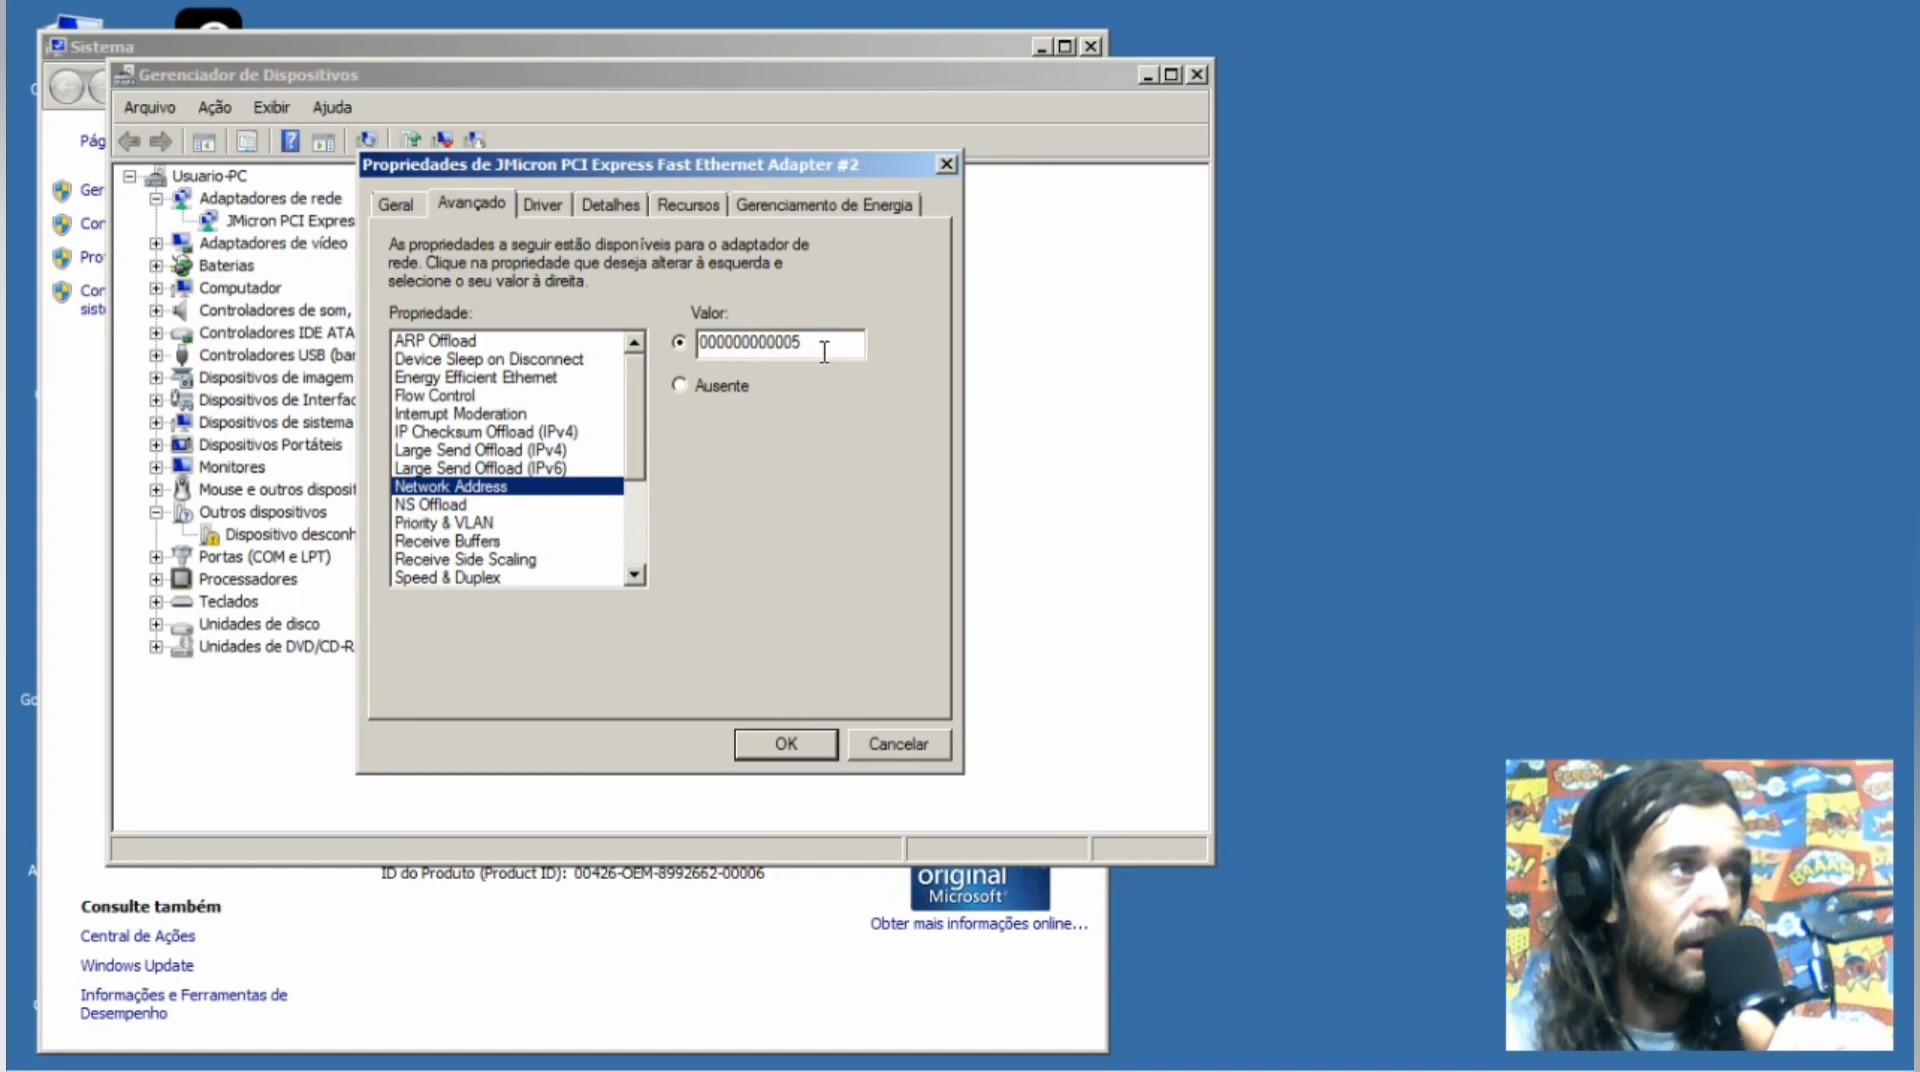 Sistema
Gerenciador de Dispositivos
Arquivo Ação Exibir Ajuda
Pág
Ger
Con
Pro
Con
sist
Usuario-PC
Adaptadores de rede
JMicron PCI Expres
Adaptadores de vídeo
Baterias
Computador
Controladores de som,
Controladores IDE ATA
Controladores USB (bar
Dispositivos de imagem
Dispositivos de Interfac
Dispositivos de sistema
Dispositivos Portáteis
Monitores
Mouse e outros disposit
Outros dispositivos
Dispositivo desconh
Portas (COM e LPT)
Processadores
Teclados
Unidades de disco
Unidades de DVD/CD-R
Propriedades de JMicron PCI Express Fast Ethernet Adapter #2
Geral Avançado Driver Detalhes Recursos Gerenciamento de Energia
As propriedades a seguir estão disponíveis para o adaptador de
rede. Clique na propriedade que deseja alterar à esquerda e
selecione o seu valor à direita.
Propriedade: Valor:
ARP Offload
Device Sleep on Disconnect
Energy Efficient Ethernet
Flow Control
Interrupt Moderation
IP Checksum Offload (IPv4)
Large Send Offload (IPv4)
Large Send Offload (IPv6)
Network Address
NS Offload
Priority & VLAN
Receive Buffers
Receive Side Scaling
Speed & Duplex
000000000005
Ausente
OK Cancelar
Go
ID do Produto (Product ID): 00426-OEM-8992662-00006
original
Microsoft
Obter mais informações online...
Consulte também
Central de Ações
Windows Update
Informações e Ferramentas de
Desempenho
BAAAM!